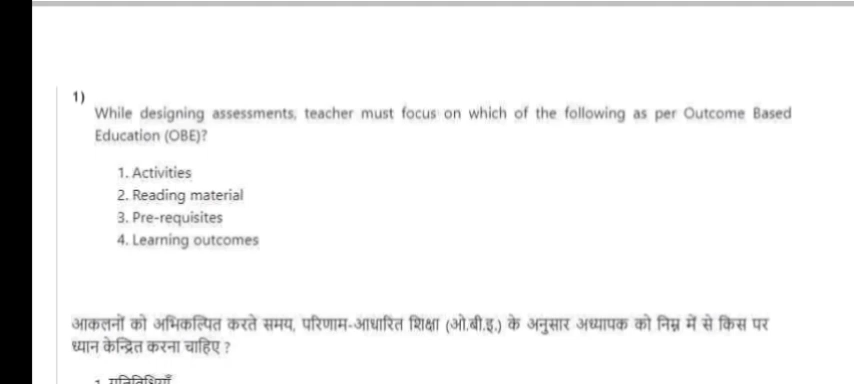 1)
While designing assessments, teacher must focus on which of the following as per Outcome Based
Education (OBE)?
1. Activities
2. Reading material
3. Pre-requisites
4. Learning outcomes
आकलनों को अभिकल्पित करते समय, परिणाम-आधारित शिक्षा (ओ.बी.इ.) के अनुसार अध्यापक को निम्न में से किस पर
ध्यान केन्द्रित करना चाहिए ?
1. गतिविधियाँ